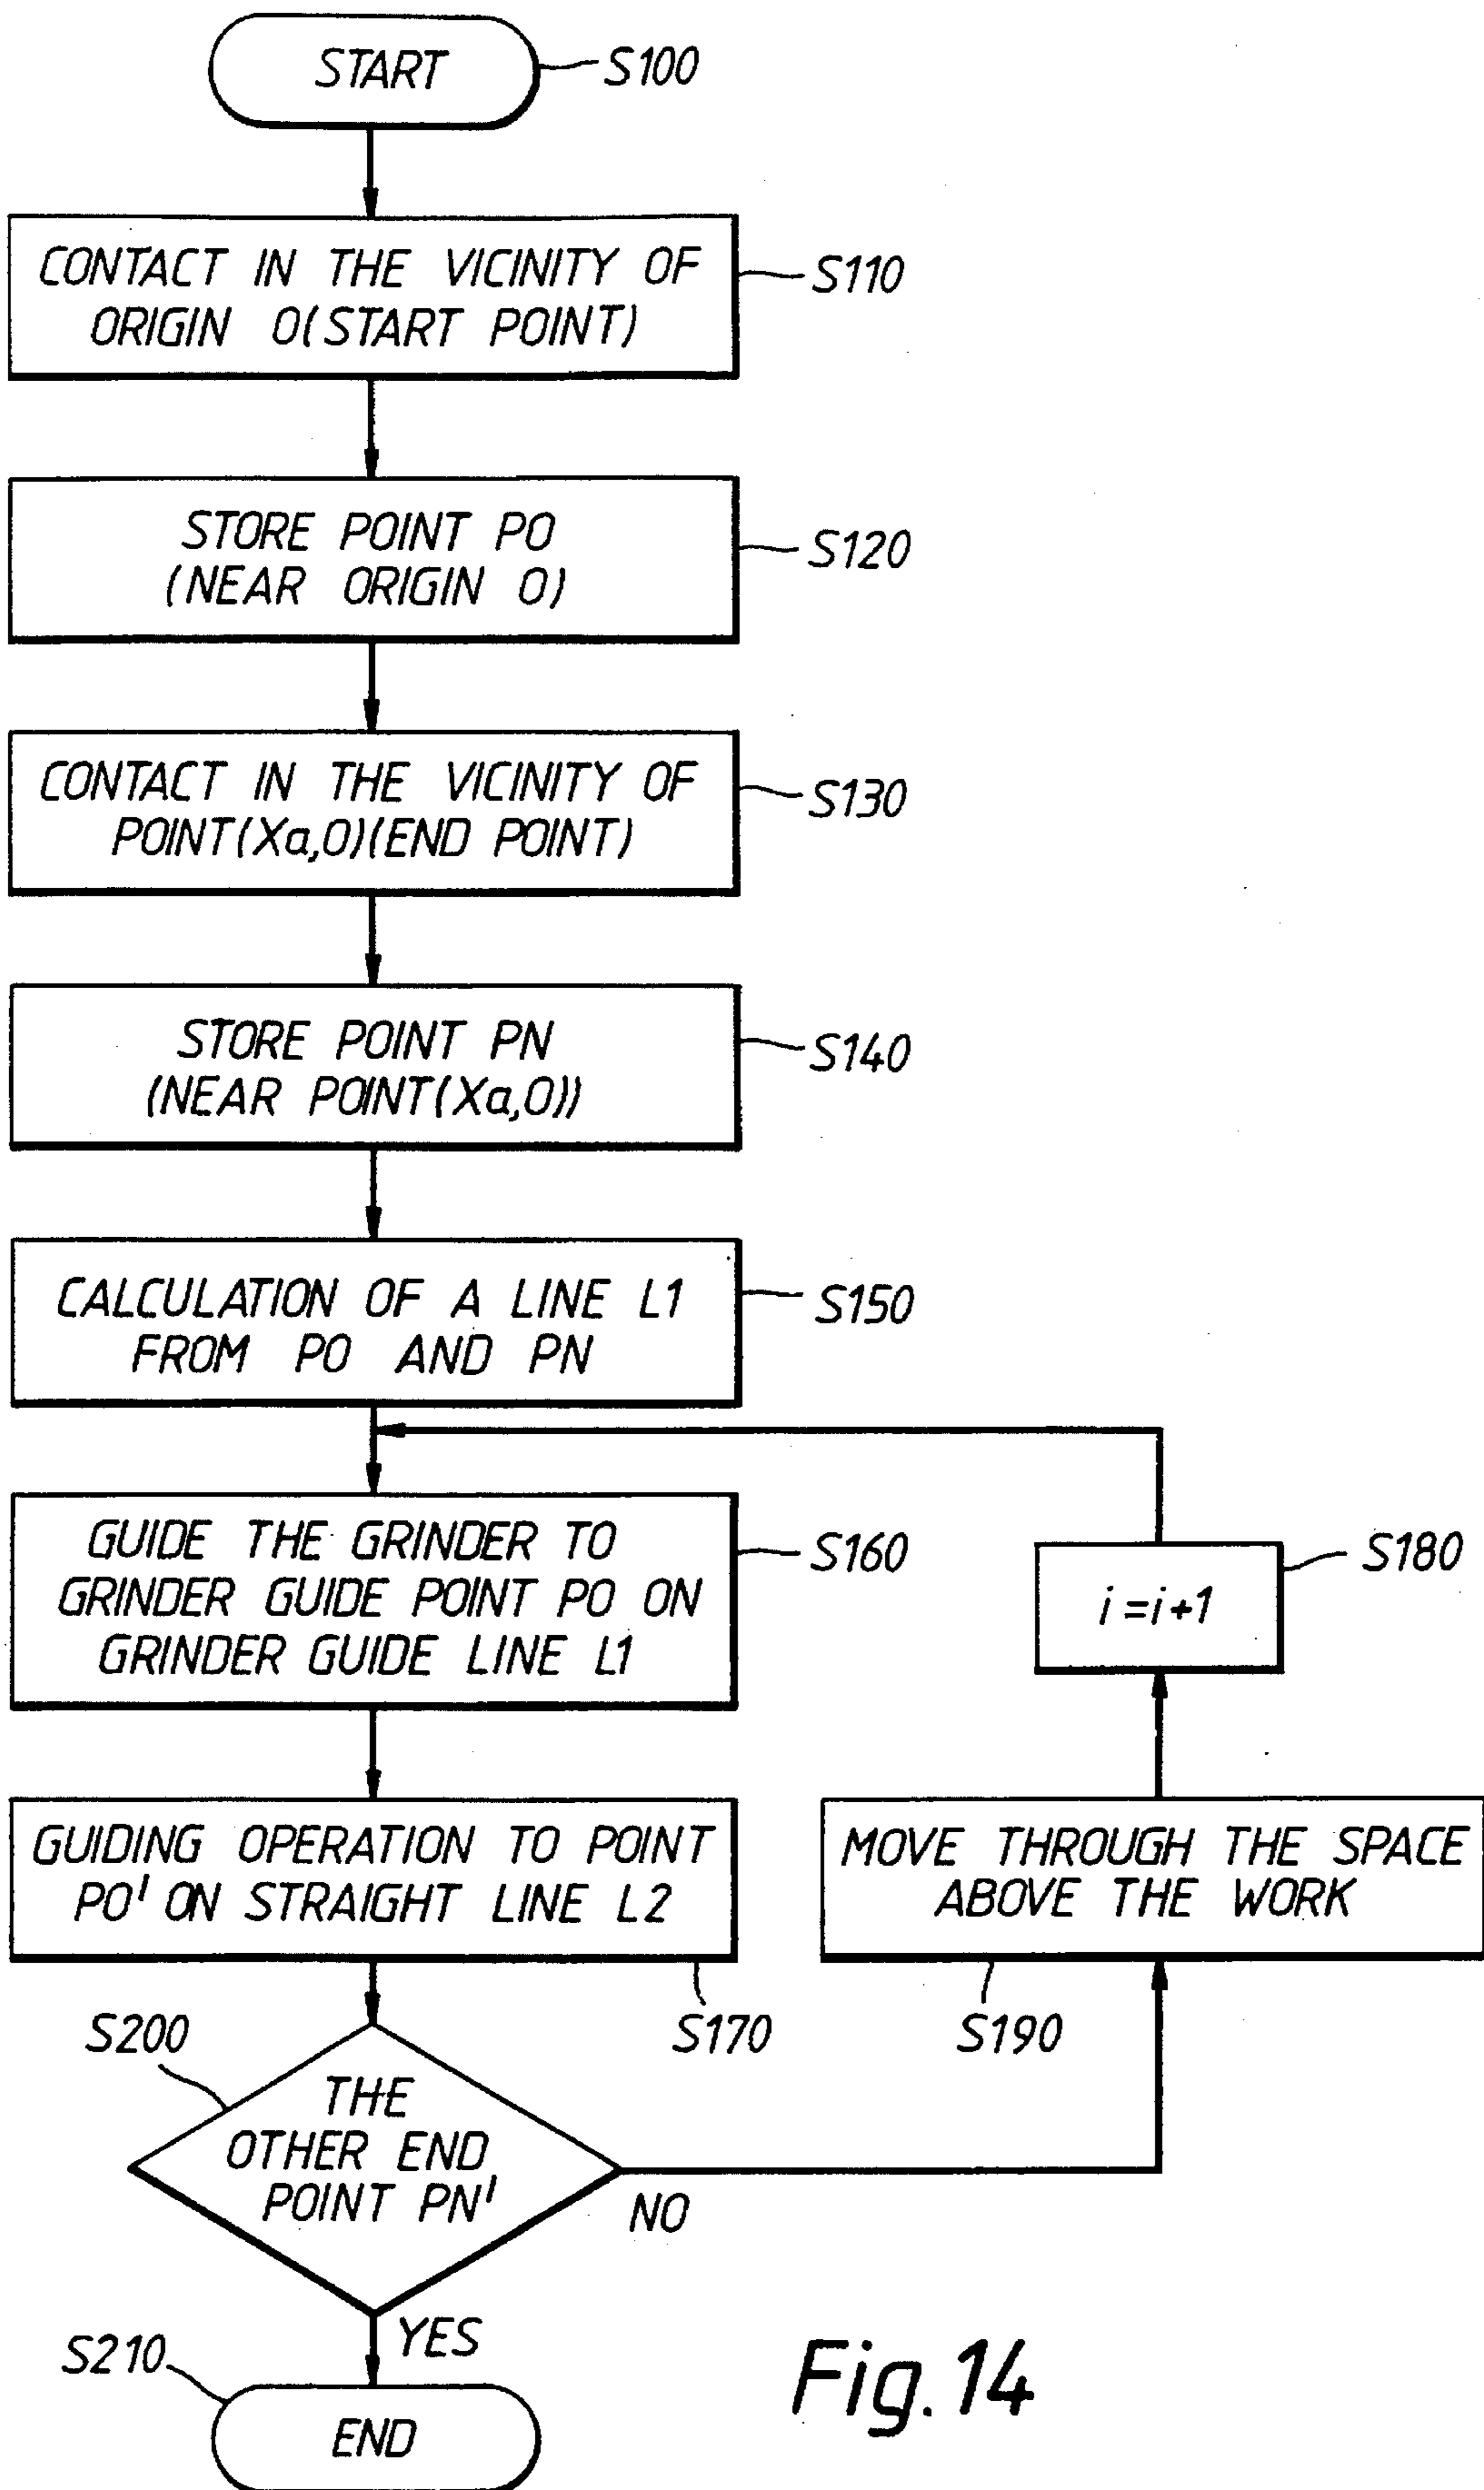 START
S100
CONTACT IN THE VICINITY OF
ORIGIN O(START POINT)
S110
STORE POINT PO
(NEAR ORIGIN O)
S120
CONTACT IN THE VICINITY OF
POINT(Xa,O)(END POINT)
S130
STORE POINT PN
(NEAR POINT(Xa,O))
S140
CALCULATION OF A LINE L1
FROM PO AND PN
S150
GUIDE THE GRINDER TO
GRINDER GUIDE POINT PO ON
GRINDER GUIDE LINE L1
S160
i=i+1
S180
GUIDING OPERATION TO POINT
PO' ON STRAIGHT LINE L2
S170
MOVE THROUGH THE SPACE
ABOVE THE WORK
S190
S200
THE
OTHER END
POINT PN'
NO
YES
S210
END
Fig.14